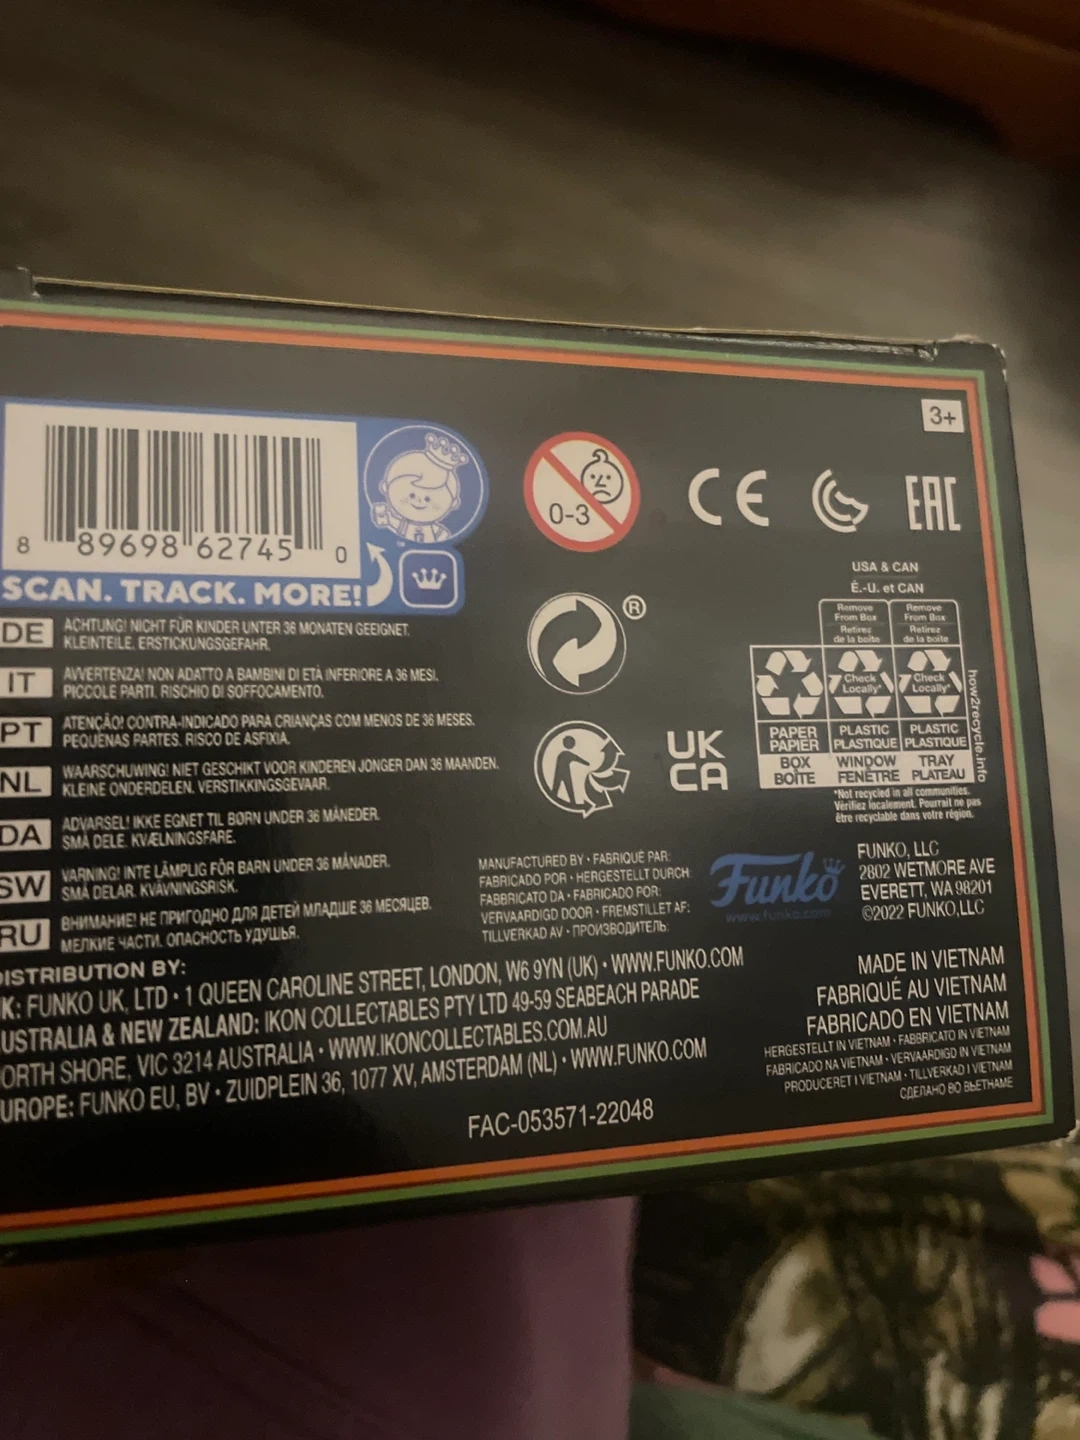 3+
8 89698 62745 0
SCAN. TRACK. MORE!
™
0-3
CE
EAC
®
UK
CA
DE
ACHTUNG! NICHT FÜR KINDER UNTER 36 MONATEN GEEIGNET.
KLEINTEILE. ERSTICKUNGSGEFAHR.
IT
AVVERTENZA! NON ADATTO A BAMBINI DI ETÀ INFERIORE A 36 MESI.
PICCOLE PARTI. RISCHIO DI SOFFOCAMENTO.
PT
ATENÇÃO! CONTRA-INDICADO PARA CRIANÇAS COM MENOS DE 36 MESES.
PEQUENAS PARTES. RISCO DE ASFIXIA.
NL
WAARSCHUWING! NIET GESCHIKT VOOR KINDEREN JONGER DAN 36 MAANDEN.
KLEINE ONDERDELEN. VERSTIKKINGSGEVAAR.
DA
ADVARSEL! IKKE EGNET TIL BØRN UNDER 36 MÅNEDER.
SMÅ DELE. KVÆLNINGSFARE.
SW
VARNING! INTE LÄMPLIG FÖR BARN UNDER 36 MÅNADER.
SMÅ DELAR. KVÄVNINGSRISK.
RU
ВНИМАНИЕ! НЕ ПРИГОДНО ДЛЯ ДЕТЕЙ МЛАДШЕ 36 МЕСЯЦЕВ.
МЕЛКИЕ ЧАСТИ. ОПАСНОСТЬ УДУШЬЯ.
USA & CAN
É.-U. et CAN
Remove From Box
Retirez de la boîte
Remove From Box
Retirez de la boîte
Check Locally*
Check Locally*
PAPER PAPIER
PLASTIC PLASTIQUE
PLASTIC PLASTIQUE
BOX BOÎTE
WINDOW FENÊTRE
TRAY PLATEAU
how2recycle.info
*Not recycled in all communities.
Vérifiez localement. Pourrait ne pas
être recyclable dans votre région.
MANUFACTURED BY • FABRIQUÉ PAR:
FABRICADO POR • HERGESTELLT DURCH:
FABBRICATO DA • FABRICADO POR:
VERVAARDIGD DOOR • FREMSTILLET AF:
TILLVERKAD AV • ПРОИЗВОДИТЕЛЬ:
Funko
www.funko.com
FUNKO, LLC
2802 WETMORE AVE
EVERETT, WA 98201
©2022 FUNKO,LLC
ISTRIBUTION BY:
K: FUNKO UK, LTD • 1 QUEEN CAROLINE STREET, LONDON, W6 9YN (UK) • WWW.FUNKO.COM
USTRALIA & NEW ZEALAND: IKON COLLECTABLES PTY LTD 49-59 SEABEACH PARADE
ORTH SHORE, VIC 3214 AUSTRALIA • WWW.IKONCOLLECTABLES.COM.AU
UROPE: FUNKO EU, BV • ZUIDPLEIN 36, 1077 XV, AMSTERDAM (NL) • WWW.FUNKO.COM
MADE IN VIETNAM
FABRIQUÉ AU VIETNAM
FABRICADO EN VIETNAM
HERGESTELLT IN VIETNAM • FABBRICATO IN VIETNAM
FABRICADO NA VIETNAM • VERVAARDIGD IN VIETNAM
PRODUCERET I VIETNAM • TILLVERKAD I VIETNAM
СДЕЛАНО ВО ВЬЕТНАМЕ
FAC-053571-22048